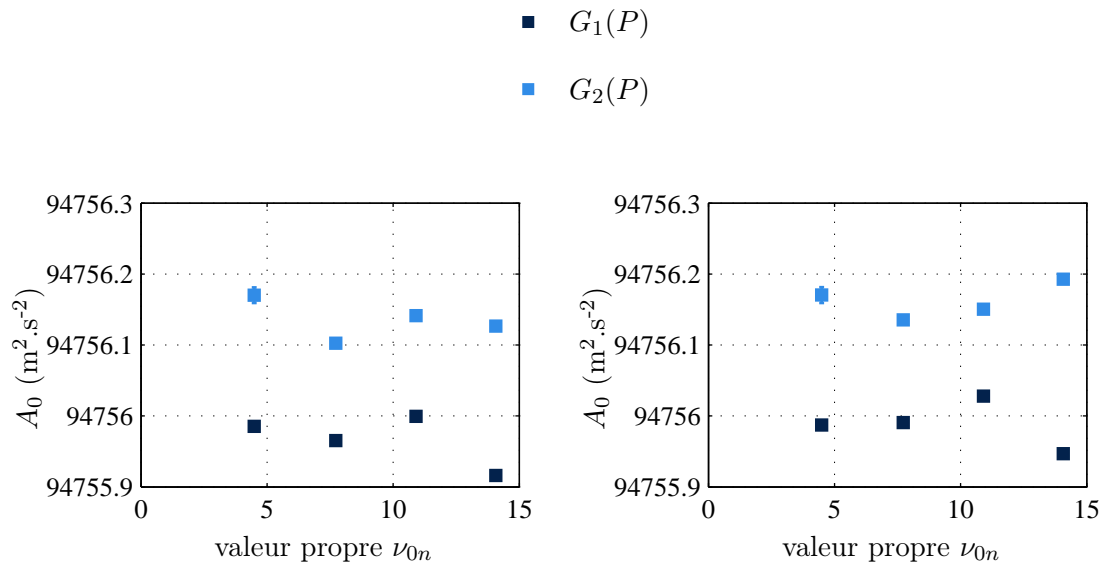 G₁(P)
G₂(P)
94756.3
94756.2
94756.1
94756
94755.9
A₀ (m².s⁻²)
0 5 10 15
valeur propre ν₀ₙ
94756.3
94756.2
94756.1
94756
94755.9
A₀ (m².s⁻²)
0 5 10 15
valeur propre ν₀ₙ